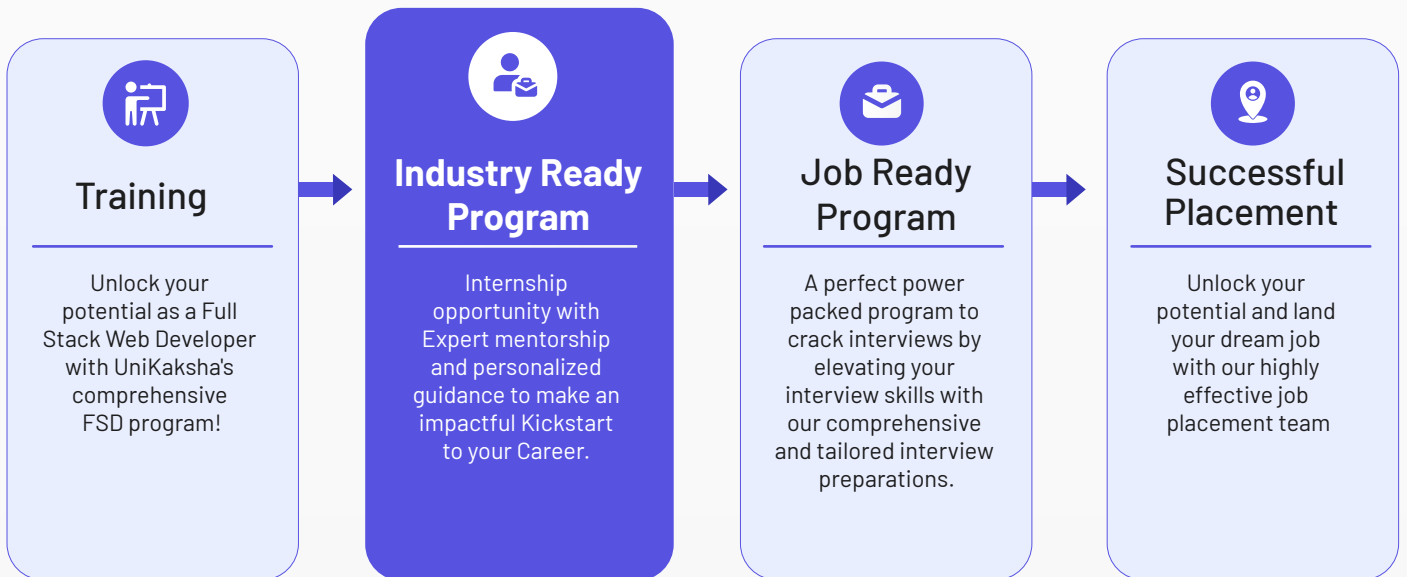 Training
Unlock your
potential as a Full
Stack Web Developer
with UniKaksha's
comprehensive
FSD program!
Industry Ready
Program
Internship
opportunity with
Expert mentorship
and personalized
guidance to make an
impactful Kickstart
to your Career.
Job Ready
Program
A perfect power
packed program to
crack interviews by
elevating your
interview skills with
our comprehensive
and tailored interview
preparations.
Successful
Placement
Unlock your
potential and land
your dream job
with our highly
effective job
placement team